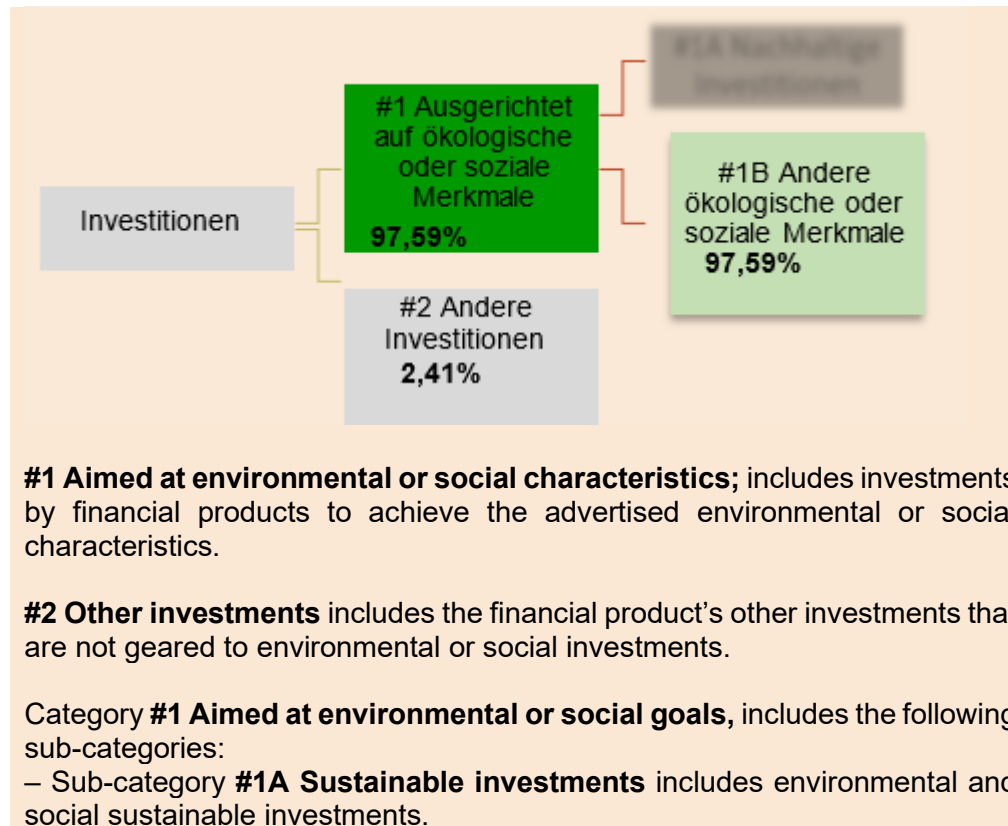 #1A Nachhaltige
Investitionen
#1 Ausgerichtet
auf ökologische
oder soziale
Merkmale
97,59%
#1B Andere
ökologische oder
soziale Merkmale
97,59%
Investitionen
#2 Andere
Investitionen
2,41%
#1 Aimed at environmental or social characteristics; includes investments
by financial products to achieve the advertised environmental or social
characteristics.
#2 Other investments includes the financial product’s other investments that
are not geared to environmental or social investments.
Category #1 Aimed at environmental or social goals, includes the following
sub-categories:
– Sub-category #1A Sustainable investments includes environmental and
social sustainable investments.